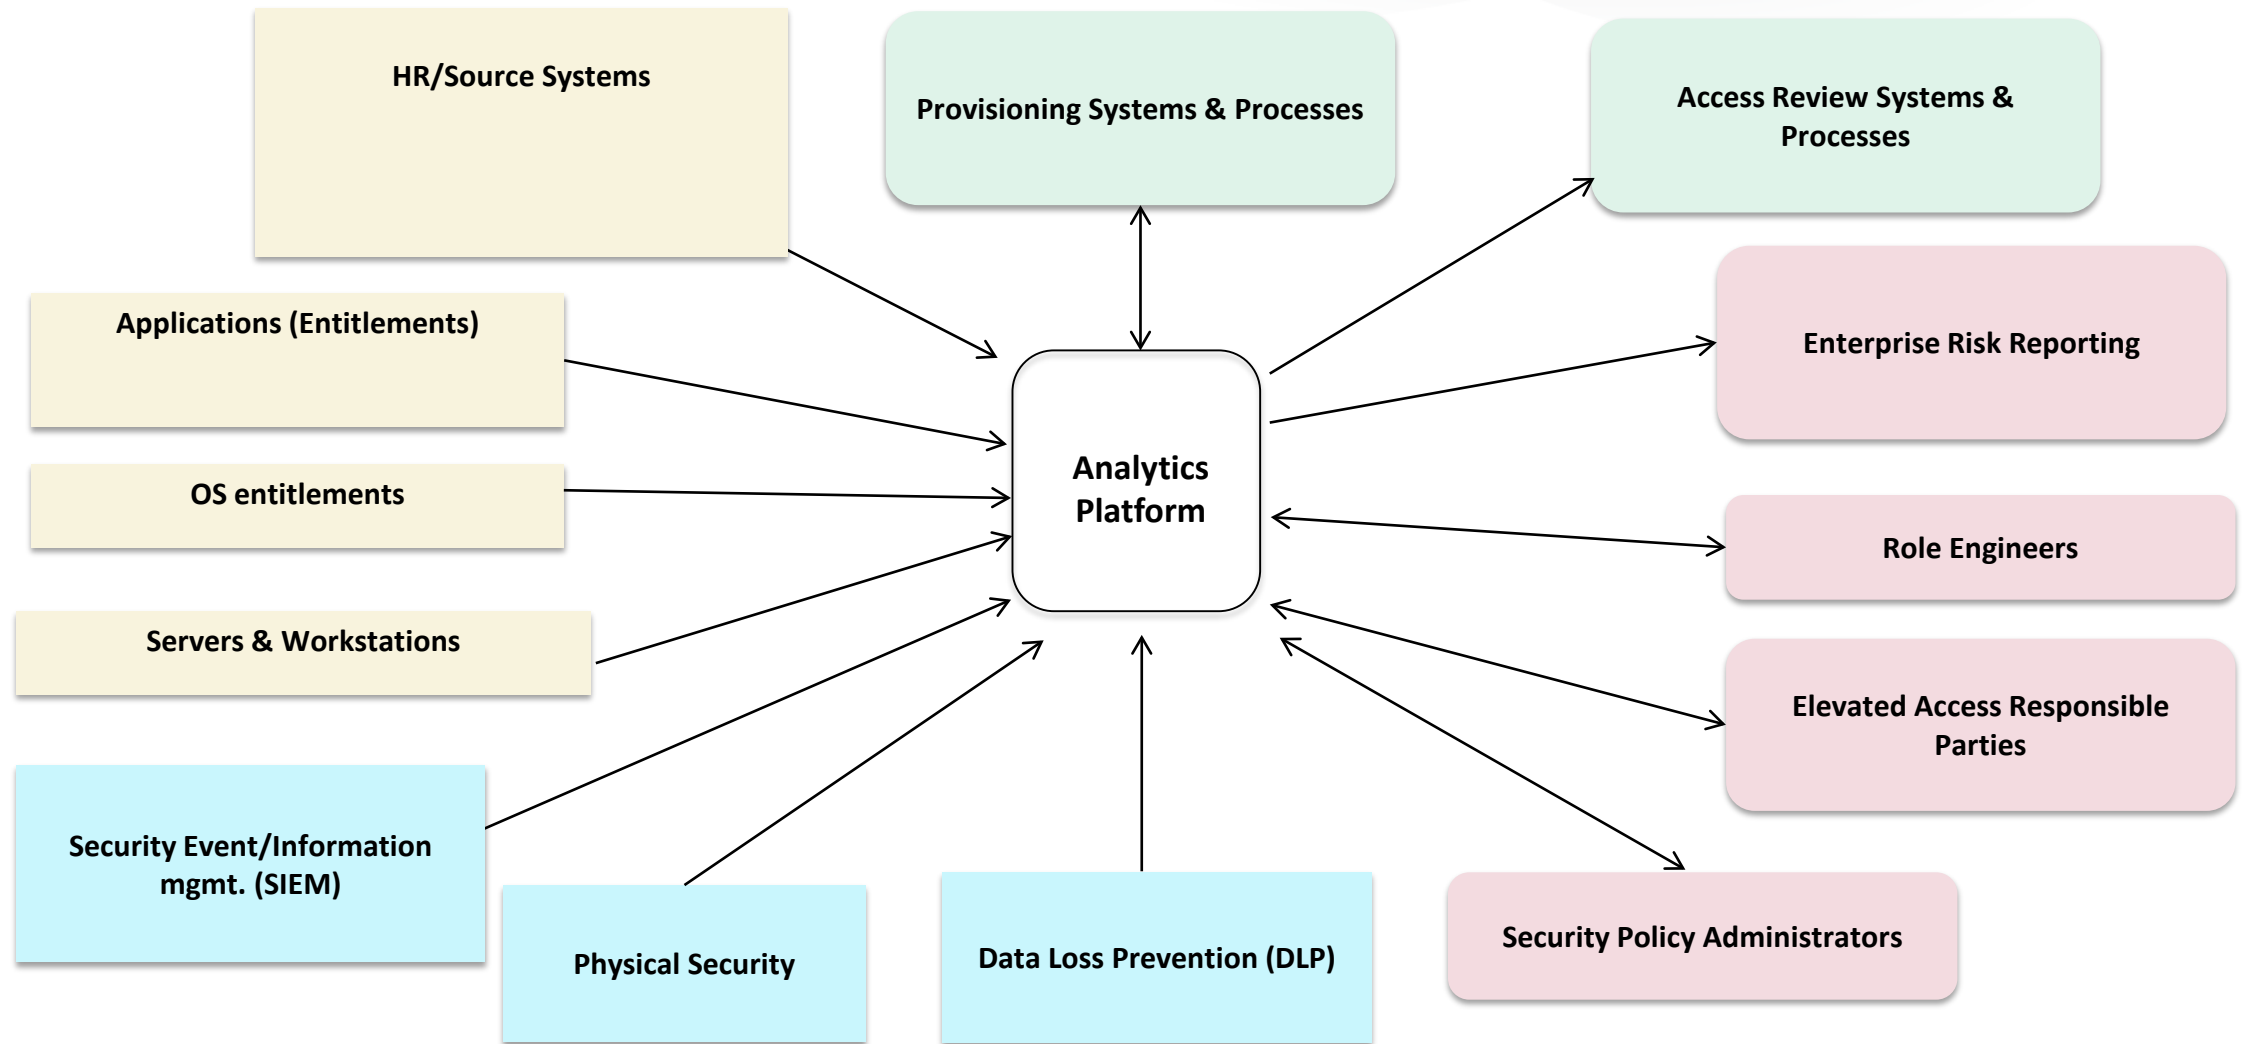 HR/Source Systems
Provisioning Systems & Processes
Access Review Systems &
Processes
Applications (Entitlements)
Enterprise Risk Reporting
OS entitlements
Analytics
Platform
Role Engineers
Servers & Workstations
Elevated Access Responsible
Parties
Security Event/Information
mgmt. (SIEM)
Physical Security
Data Loss Prevention (DLP)
Security Policy Administrators